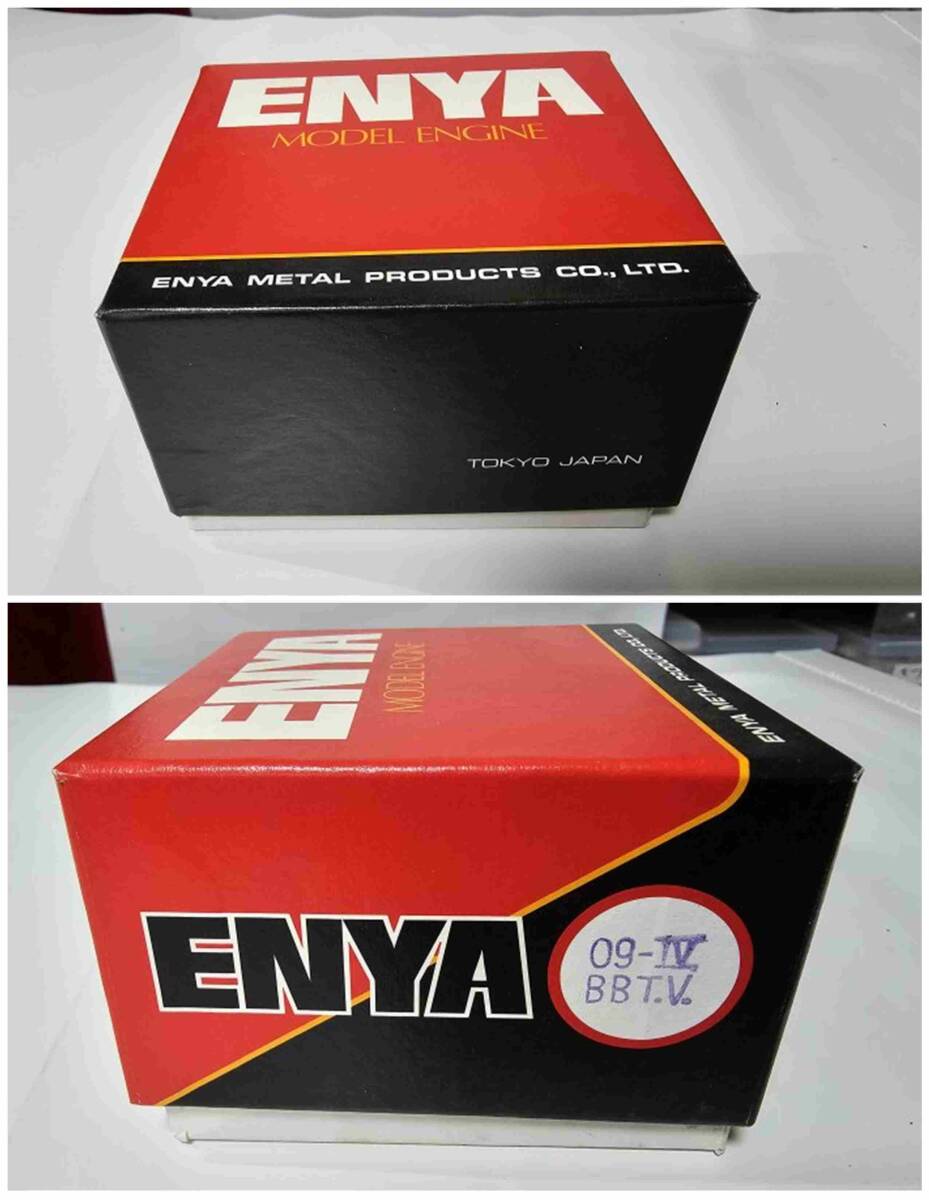 ENYA
MODEL ENGINE
ENYA METAL PRODUCTS CO., LTD.
TOKYO JAPAN
ENYA
MODEL ENGINE
ENYA METAL PRODUCTS CO., LTD.
ENYA
09-IV
BBT.V.